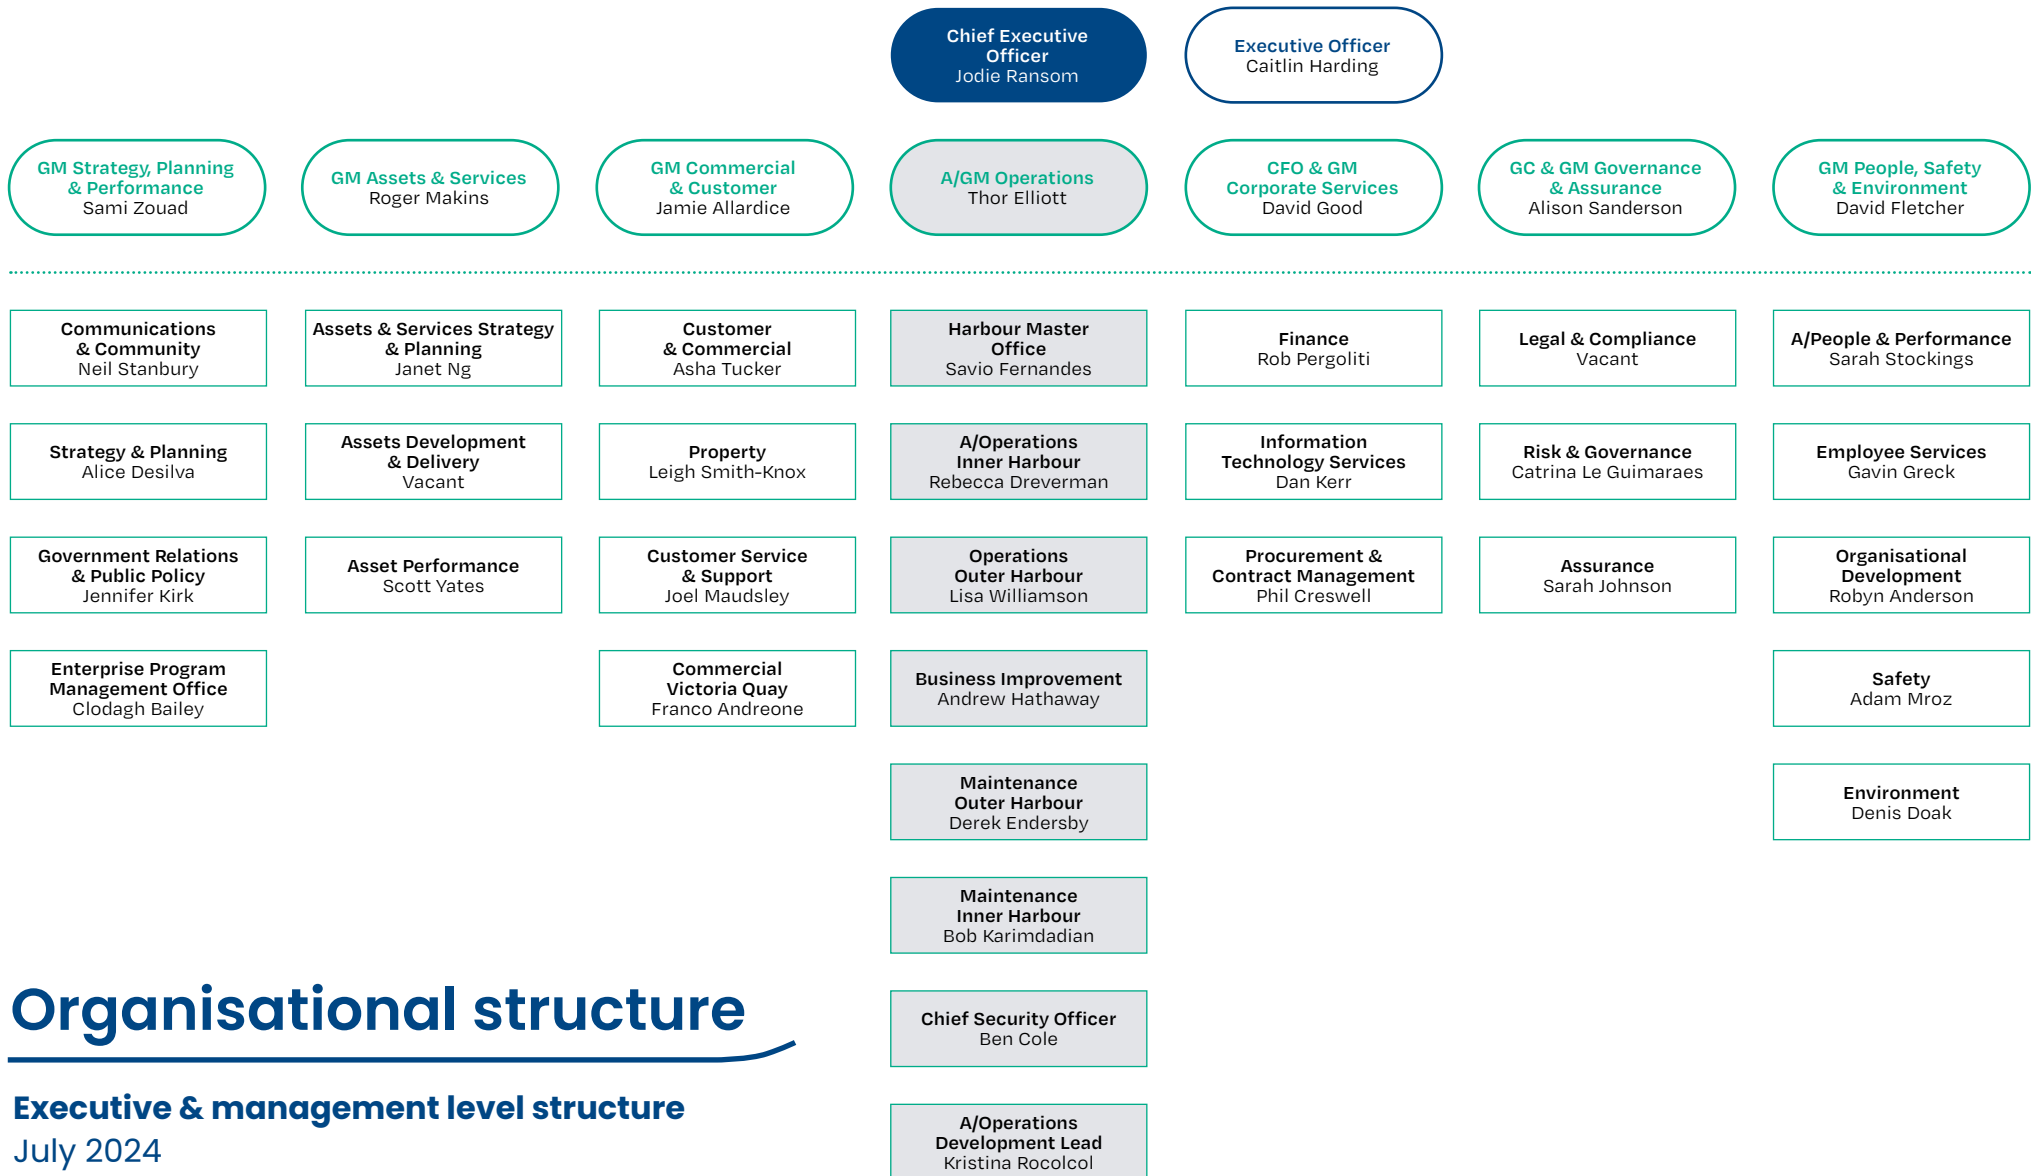 Chief Executive
Officer
Jodie Ransom
Executive Officer
Caitlin Harding
GM Strategy, Planning
& Performance
Sami Zouad
GM Assets & Services
Roger Makins
GM Commercial
& Customer
Jamie Allardice
A/GM Operations
Thor Elliott
CFO & GM
Corporate Services
David Good
GC & GM Governance
& Assurance
Alison Sanderson
GM People, Safety
& Environment
David Fletcher
Communications
& Community
Neil Stanbury
Assets & Services Strategy
& Planning
Janet Ng
Customer
& Commercial
Asha Tucker
Harbour Master
Office
Savio Fernandes
Finance
Rob Pergoliti
Legal & Compliance
Vacant
A/People & Performance
Sarah Stockings
Strategy & Planning
Alice Desilva
Assets Development
& Delivery
Vacant
Property
Leigh Smith-Knox
A/Operations
Inner Harbour
Rebecca Dreverman
Information
Technology Services
Dan Kerr
Risk & Governance
Catrina Le Guimaraes
Employee Services
Gavin Greck
Government Relations
& Public Policy
Jennifer Kirk
Asset Performance
Scott Yates
Customer Service
& Support
Joel Maudsley
Operations
Outer Harbour
Lisa Williamson
Procurement &
Contract Management
Phil Creswell
Assurance
Sarah Johnson
Organisational
Development
Robyn Anderson
Enterprise Program
Management Office
Clodagh Bailey
Commercial
Victoria Quay
Franco Andreone
Business Improvement
Andrew Hathaway
Safety
Adam Mroz
Maintenance
Outer Harbour
Derek Endersby
Environment
Denis Doak
Maintenance
Inner Harbour
Bob Karimdadian
Chief Security Officer
Ben Cole
A/Operations
Development Lead
Kristina Rocolcol
Organisational structure
Executive & management level structure
July 2024